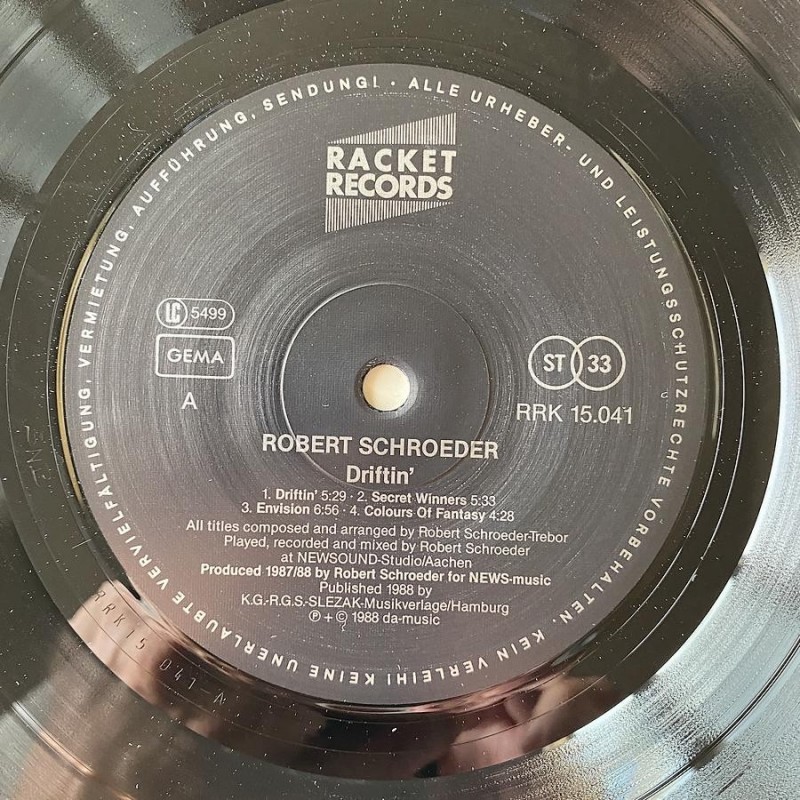 RACKET
RECORDS
LC 5499
GEMA
A
ST 33
RRK 15.041
ROBERT SCHROEDER
Driftin'
1. Driftin' 5:29 · 2. Secret Winners 5:33
3. Envision 6:56 · 4. Colours Of Fantasy 4:28
All titles composed and arranged by Robert Schroeder-Trebor
Played, recorded and mixed by Robert Schroeder
at NEWSOUND-Studio/Aachen
Produced 1987/88 by Robert Schroeder for NEWS-music
Published 1988 by
K.G.-R.G.S.-SLEZAK-Musikverlage/Hamburg
℗ + © 1988 da-music
· ALLE URHEBER- UND LEISTUNGSSCHUTZRECHTE VORBEHALTEN. KEIN VERLEIH! KEINE UNERLAUBTE VERVIELFÄLTIGUNG, VERMIETUNG, AUFFÜHRUNG, SENDUNG!
RRK 15 041-A